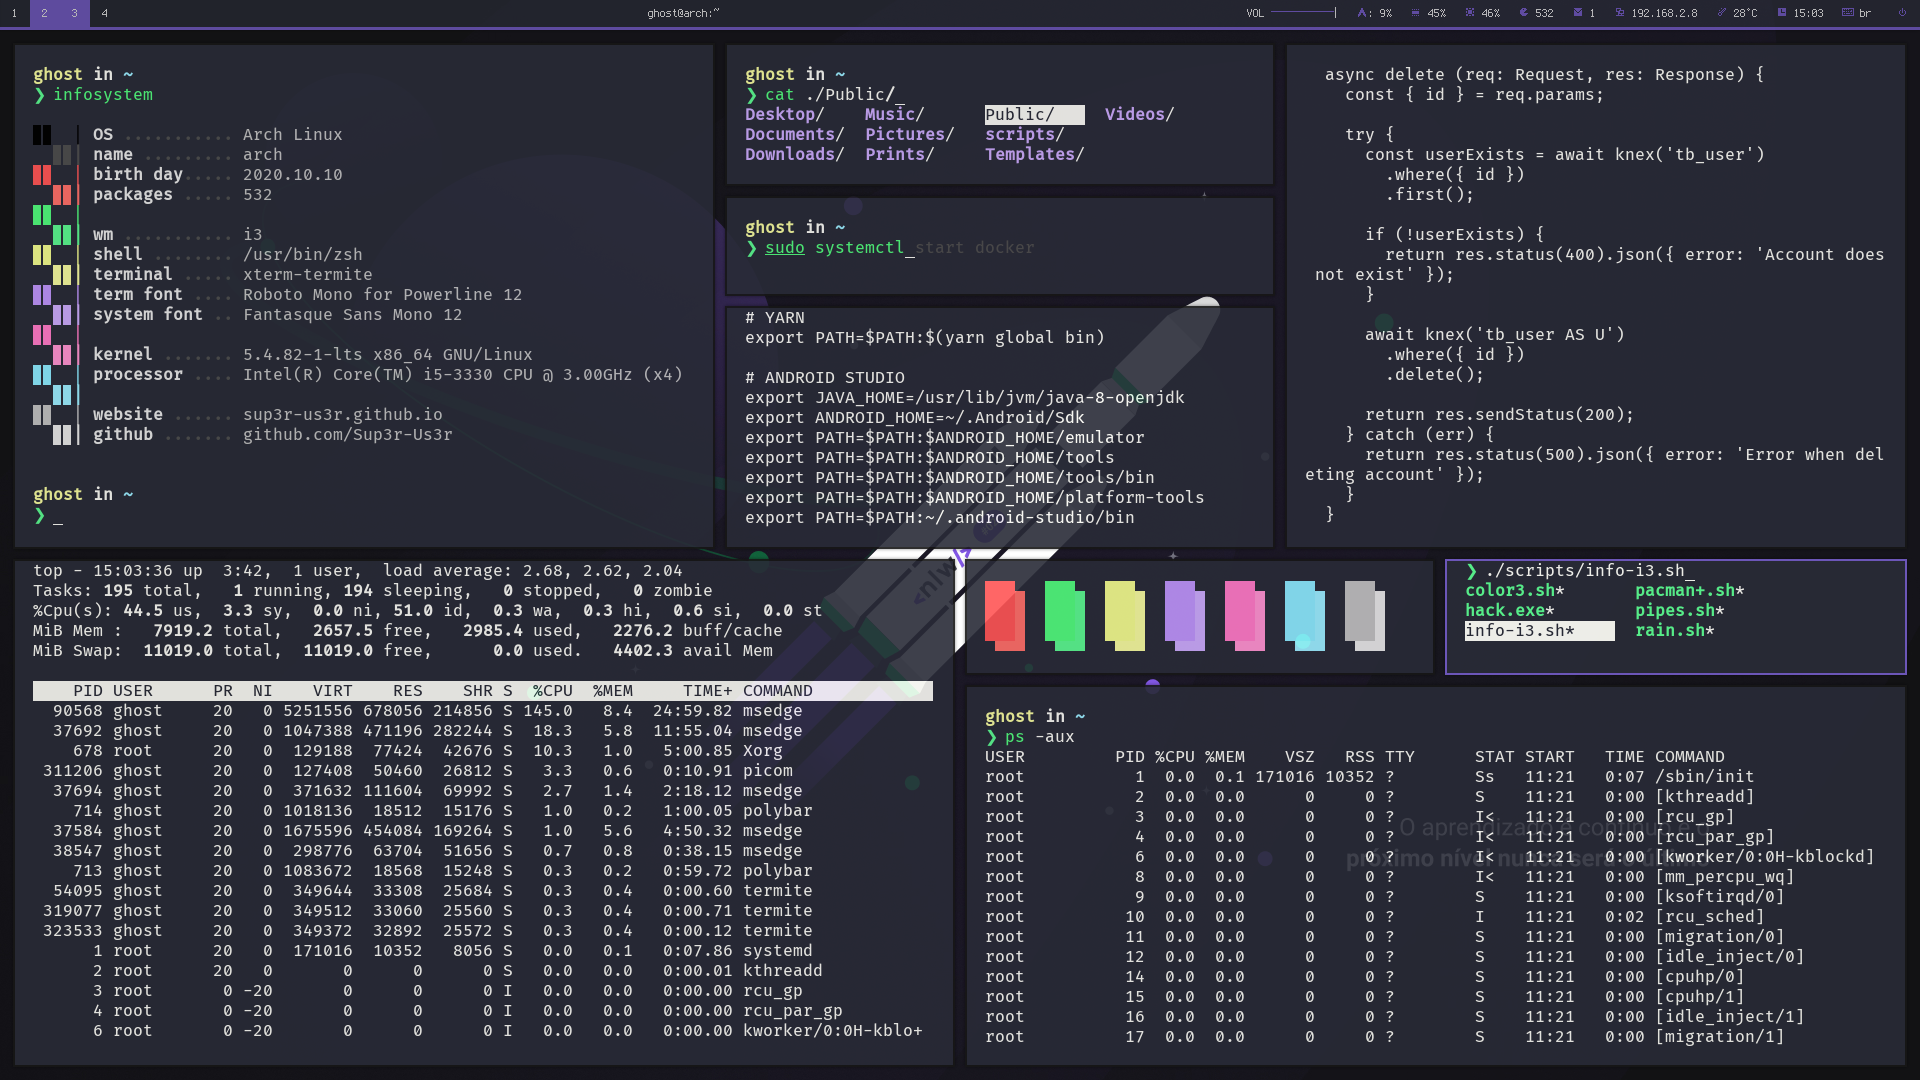 1 2 3 4 ghost@arch:~ VOL 9% 45% 46% 532 1 192.168.2.8 28°C 15:03 br
ghost in ~
❯ infosystem
OS ........... Arch Linux
name ......... arch
birth day..... 2020.10.10
packages ..... 532
wm ........... i3
shell ........ /usr/bin/zsh
terminal ..... xterm-termite
term font .... Roboto Mono for Powerline 12
system font .. Fantasque Sans Mono 12
kernel ....... 5.4.82-1-lts x86_64 GNU/Linux
processor .... Intel(R) Core(TM) i5-3330 CPU @ 3.00GHz (x4)
website ...... sup3r-us3r.github.io
github ....... github.com/Sup3r-Us3r
ghost in ~
❯ _
ghost in ~
❯ cat ./Public/_
Desktop/ Music/ Public/ Videos/
Documents/ Pictures/ scripts/
Downloads/ Prints/ Templates/
ghost in ~
❯ sudo systemctl_start docker
# YARN
export PATH=$PATH:$(yarn global bin)
# ANDROID STUDIO
export JAVA_HOME=/usr/lib/jvm/java-8-openjdk
export ANDROID_HOME=~/.Android/Sdk
export PATH=$PATH:$ANDROID_HOME/emulator
export PATH=$PATH:$ANDROID_HOME/tools
export PATH=$PATH:$ANDROID_HOME/tools/bin
export PATH=$PATH:$ANDROID_HOME/platform-tools
export PATH=$PATH:~/.android-studio/bin
async delete (req: Request, res: Response) {
const { id } = req.params;
try {
const userExists = await knex('tb_user')
.where({ id })
.first();
if (!userExists) {
return res.status(400).json({ error: 'Account does
not exist' });
}
await knex('tb_user AS U')
.where({ id })
.delete();
return res.sendStatus(200);
} catch (err) {
return res.status(500).json({ error: 'Error when del
eting account' });
}
}
top - 15:03:36 up  3:42,  1 user,  load average: 2.68, 2.62, 2.04
Tasks: 195 total,   1 running, 194 sleeping,   0 stopped,   0 zombie
%Cpu(s): 44.5 us,  3.3 sy,  0.0 ni, 51.0 id,  0.3 wa,  0.3 hi,  0.6 si,  0.0 st
MiB Mem :   7919.2 total,   2657.5 free,   2985.4 used,   2276.2 buff/cache
MiB Swap:  11019.0 total,  11019.0 free,      0.0 used.   4402.3 avail Mem
PID USER PR NI VIRT RES SHR S %CPU %MEM TIME+ COMMAND
90568 ghost 20 0 5251556 678056 214856 S 145.0 8.4 24:59.82 msedge
37692 ghost 20 0 1047388 471196 282244 S 18.3 5.8 11:55.04 msedge
678 root 20 0 129188 77424 42676 S 10.3 1.0 5:00.85 Xorg
311206 ghost 20 0 127408 50460 26812 S 3.3 0.6 0:10.91 picom
37694 ghost 20 0 371632 111604 69992 S 2.7 1.4 2:18.12 msedge
714 ghost 20 0 1018136 18512 15176 S 1.0 0.2 1:00.05 polybar
37584 ghost 20 0 1675596 454084 169264 S 1.0 5.6 4:50.32 msedge
38547 ghost 20 0 298776 63704 51656 S 0.7 0.8 0:38.15 msedge
713 ghost 20 0 1083672 18568 15248 S 0.3 0.2 0:59.72 polybar
54095 ghost 20 0 349644 33308 25684 S 0.3 0.4 0:00.60 termite
319077 ghost 20 0 349512 33060 25560 S 0.3 0.4 0:00.71 termite
323533 ghost 20 0 349372 32892 25572 S 0.3 0.4 0:00.12 termite
1 root 20 0 171016 10352 8056 S 0.0 0.1 0:07.86 systemd
2 root 20 0 0 0 0 S 0.0 0.0 0:00.01 kthreadd
3 root 0 -20 0 0 0 I 0.0 0.0 0:00.00 rcu_gp
4 root 0 -20 0 0 0 I 0.0 0.0 0:00.00 rcu_par_gp
6 root 0 -20 0 0 0 I 0.0 0.0 0:00.00 kworker/0:0H-kblo+
<nlw/>
❯ ./scripts/info-i3.sh_
color3.sh* pacman+.sh*
hack.exe* pipes.sh*
info-i3.sh* rain.sh*
ghost in ~
❯ ps -aux
USER PID %CPU %MEM VSZ RSS TTY STAT START TIME COMMAND
root 1 0.0 0.1 171016 10352 ? Ss 11:21 0:07 /sbin/init
root 2 0.0 0.0 0 0 ? S 11:21 0:00 [kthreadd]
root 3 0.0 0.0 0 0 ? I< 11:21 0:00 [rcu_gp]
root 4 0.0 0.0 0 0 ? I< 11:21 0:00 [rcu_par_gp]
root 6 0.0 0.0 0 0 ? I< 11:21 0:00 [kworker/0:0H-kblockd]
root 8 0.0 0.0 0 0 ? I< 11:21 0:00 [mm_percpu_wq]
root 9 0.0 0.0 0 0 ? S 11:21 0:00 [ksoftirqd/0]
root 10 0.0 0.0 0 0 ? I 11:21 0:02 [rcu_sched]
root 11 0.0 0.0 0 0 ? S 11:21 0:00 [migration/0]
root 12 0.0 0.0 0 0 ? S 11:21 0:00 [idle_inject/0]
root 14 0.0 0.0 0 0 ? S 11:21 0:00 [cpuhp/0]
root 15 0.0 0.0 0 0 ? S 11:21 0:00 [cpuhp/1]
root 16 0.0 0.0 0 0 ? S 11:21 0:00 [idle_inject/1]
root 17 0.0 0.0 0 0 ? S 11:21 0:00 [migration/1]
O aprendizado é contínuo e o
próximo nível nunca será o último